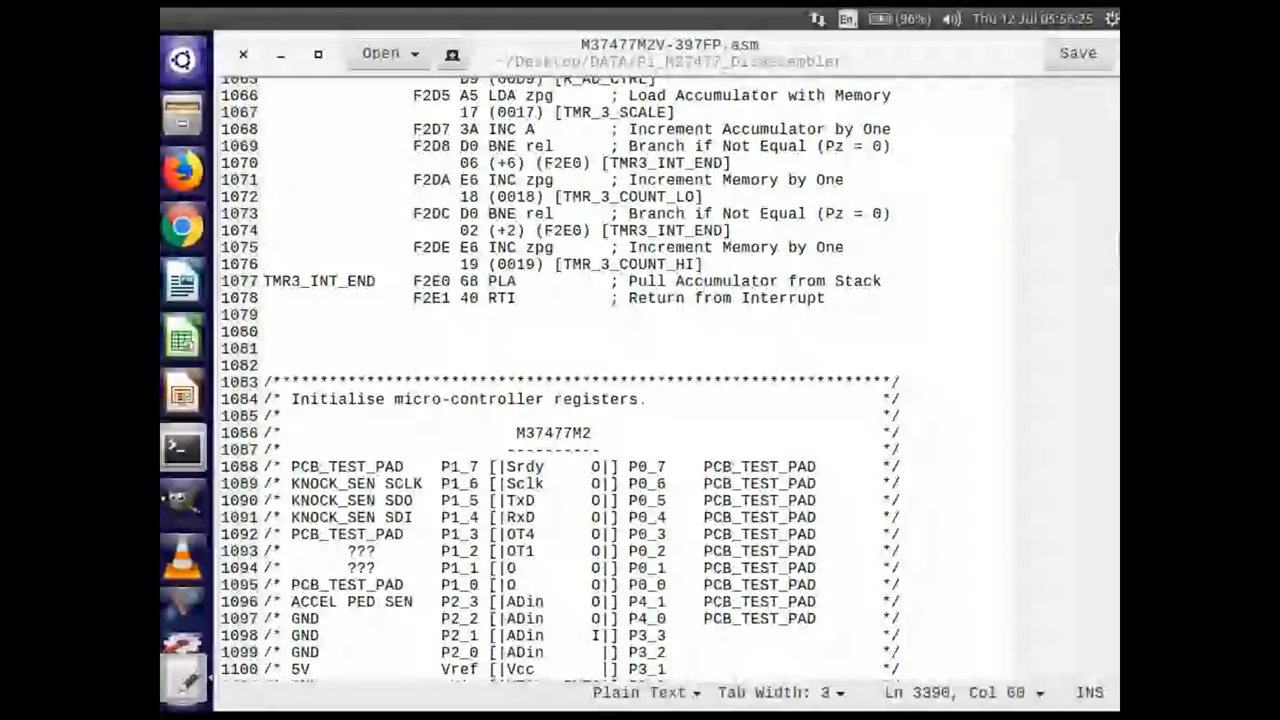 En (96%) Thu 12 Jul 05:56:25
Open M37477M2V-397FP.asm Save
~/Desktop/DATA/Pi_M27477_Disassembler
1065 D9 (00D9) [R_AD_CTRL]
1066 F2D5 A5 LDA zpg ; Load Accumulator with Memory
1067 17 (0017) [TMR_3_SCALE]
1068 F2D7 3A INC A ; Increment Accumulator by One
1069 F2D8 D0 BNE rel ; Branch if Not Equal (Pz = 0)
1070 06 (+6) (F2E0) [TMR3_INT_END]
1071 F2DA E6 INC zpg ; Increment Memory by One
1072 18 (0018) [TMR_3_COUNT_LO]
1073 F2DC D0 BNE rel ; Branch if Not Equal (Pz = 0)
1074 02 (+2) (F2E0) [TMR3_INT_END]
1075 F2DE E6 INC zpg ; Increment Memory by One
1076 19 (0019) [TMR_3_COUNT_HI]
1077 TMR3_INT_END F2E0 68 PLA ; Pull Accumulator from Stack
1078 F2E1 40 RTI ; Return from Interrupt
1079
1080
1081
1082
1083 /******************************************************************/
1084 /* Initialise micro-controller registers. */
1085 /* */
1086 /* M37477M2 */
1087 /* ---------- */
1088 /* PCB_TEST_PAD P1_7 [|Srdy O|] P0_7 PCB_TEST_PAD */
1089 /* KNOCK_SEN SCLK P1_6 [|Sclk O|] P0_6 PCB_TEST_PAD */
1090 /* KNOCK_SEN SDO P1_5 [|TxD O|] P0_5 PCB_TEST_PAD */
1091 /* KNOCK_SEN SDI P1_4 [|RxD O|] P0_4 PCB_TEST_PAD */
1092 /* PCB_TEST_PAD P1_3 [|OT4 O|] P0_3 PCB_TEST_PAD */
1093 /* ??? P1_2 [|OT1 O|] P0_2 PCB_TEST_PAD */
1094 /* ??? P1_1 [|O O|] P0_1 PCB_TEST_PAD */
1095 /* PCB_TEST_PAD P1_0 [|O O|] P0_0 PCB_TEST_PAD */
1096 /* ACCEL PED SEN P2_3 [|ADin O|] P4_1 PCB_TEST_PAD */
1097 /* GND P2_2 [|ADin O|] P4_0 PCB_TEST_PAD */
1098 /* GND P2_1 [|ADin I|] P3_3 */
1099 /* GND P2_0 [|ADin |] P3_2 */
1100 /* 5V Vref [|Vcc |] P3_1 */
Plain Text Tab Width: 3 Ln 3390, Col 60 INS